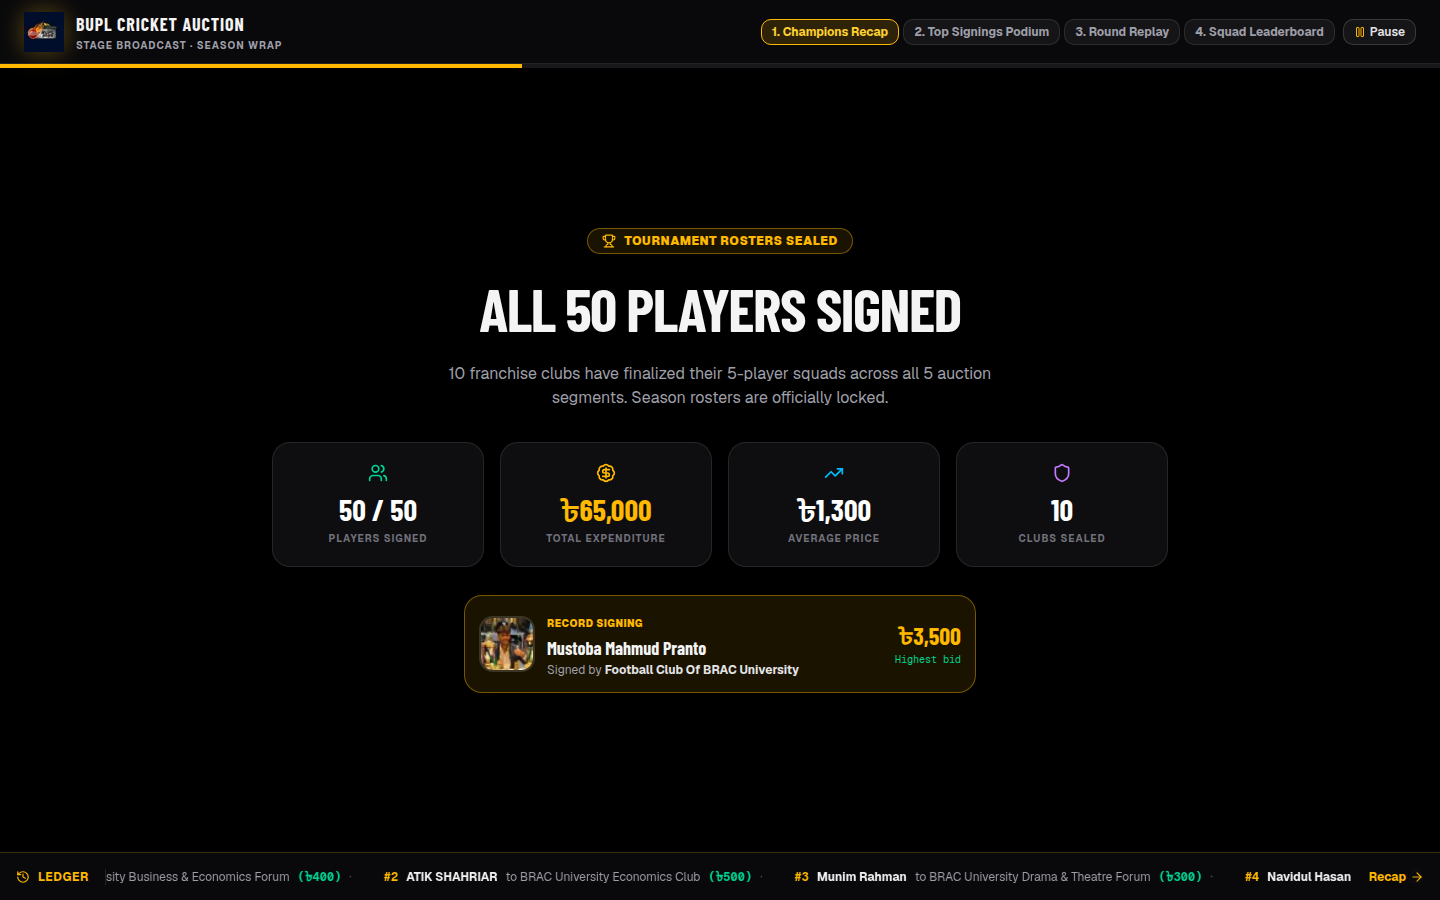 BUPL CRICKET AUCTION
STAGE BROADCAST · SEASON WRAP
1. Champions Recap
2. Top Signings Podium
3. Round Replay
4. Squad Leaderboard
Pause
TOURNAMENT ROSTERS SEALED
ALL 50 PLAYERS SIGNED
10 franchise clubs have finalized their 5-player squads across all 5 auction
segments. Season rosters are officially locked.
50 / 50
PLAYERS SIGNED
৳65,000
TOTAL EXPENDITURE
৳1,300
AVERAGE PRICE
10
CLUBS SEALED
RECORD SIGNING
Mustoba Mahmud Pranto
Signed by Football Club Of BRAC University
৳3,500
Highest bid
LEDGER
sity Business & Economics Forum (৳400) ·
#2 ATIK SHAHRIAR to BRAC University Economics Club (৳500) ·
#3 Munim Rahman to BRAC University Drama & Theatre Forum (৳300) ·
#4 Navidul Hasan
Recap →